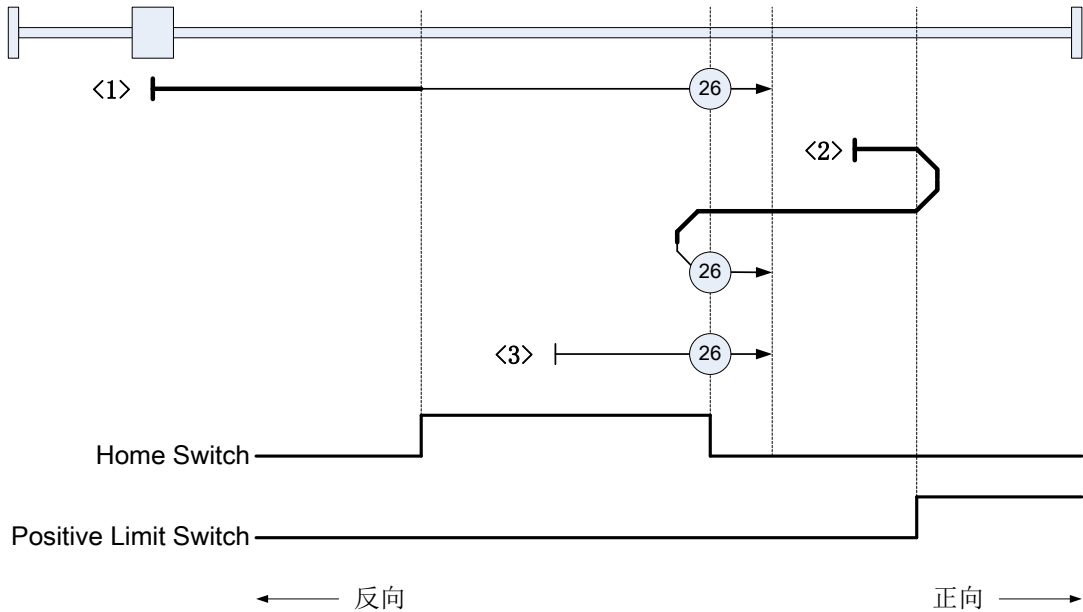 <1>
26
<2>
26
<3>
26
Home Switch
Positive Limit Switch
反向
正向